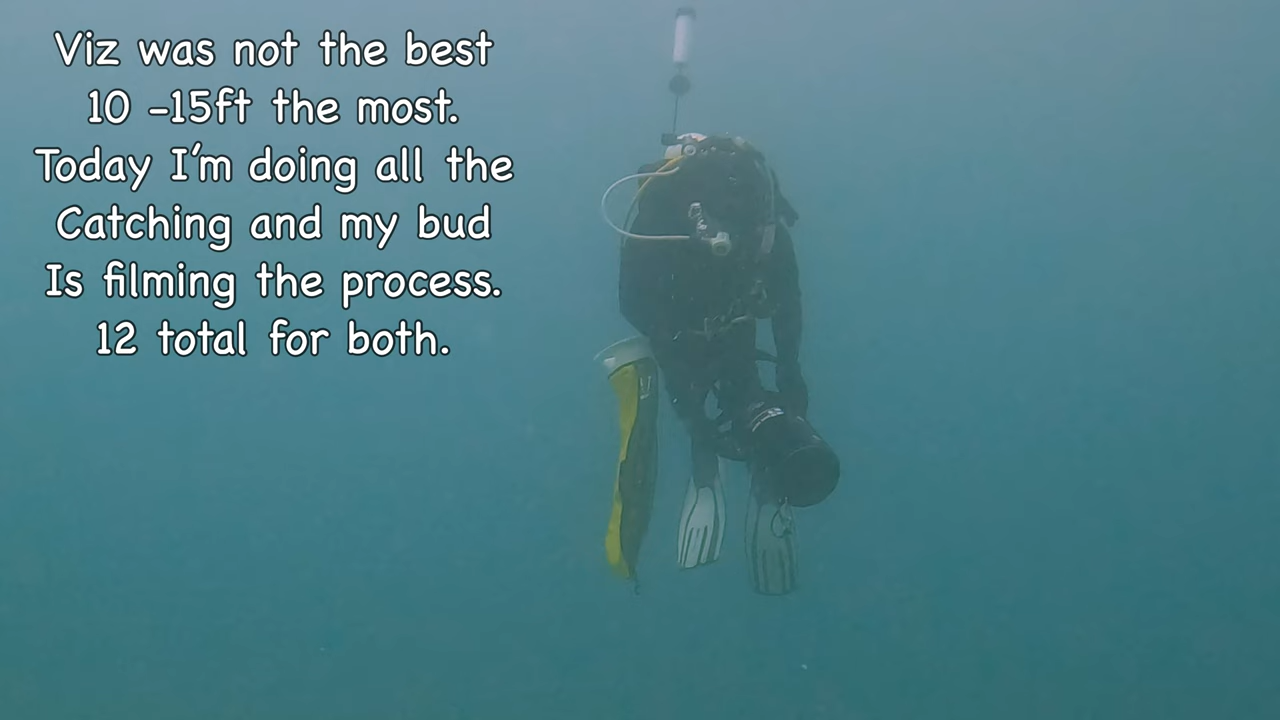 Viz was not the best
10 -15ft the most.
Today I'm doing all the
Catching and my bud
Is filming the process.
12 total for both.